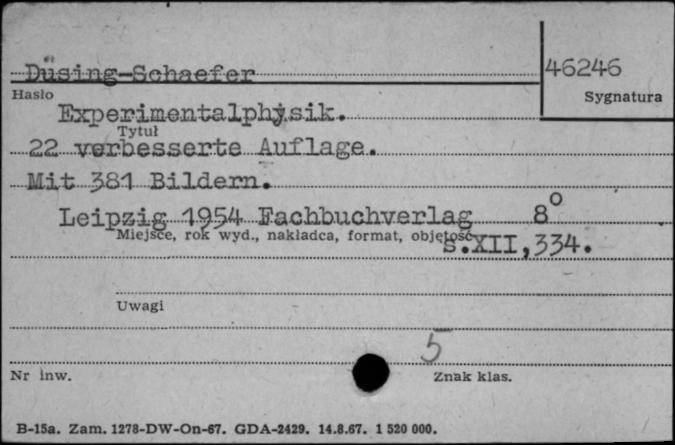 Düsing-Schaefer 46246
Hasło Sygnatura
Experimentalphysik.
Tytuł
22 verbesserte Auflage.
Mit 381 Bildern.
Leipzig 1954 Fachbuchverlag 8°
Miejsce, rok wyd., nakładca, format, objętość
s.XII,334.
Uwagi
5
Nr inw. Znak klas.
B-15a. Zam. 1278-DW-On-67. GDA-2429. 14.8.67. 1 520 000.